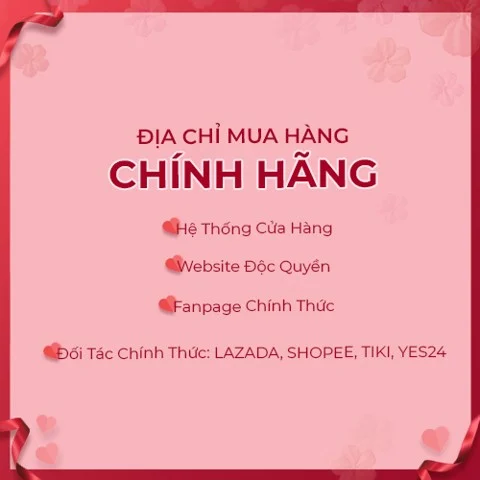 ĐỊA CHỈ MUA HÀNG
CHÍNH HÃNG
Hệ Thống Cửa Hàng
Website Độc Quyền
Fanpage Chính Thức
Đối Tác Chính Thức: LAZADA, SHOPEE, TIKI, YES24